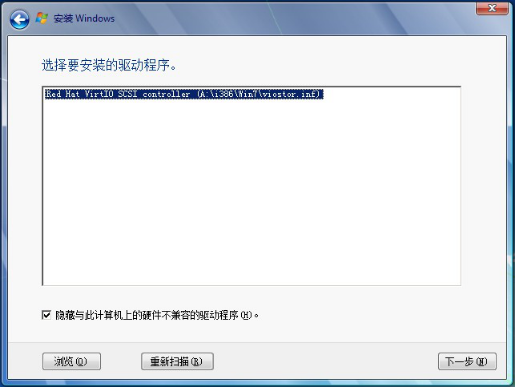 安装 Windows
选择要安装的驱动程序。
Red Hat VirtIO SCSI controller (A:\i386\Win7\viostor.inf)
隐藏与此计算机上的硬件不兼容的驱动程序(H)。
浏览(O)
重新扫描(R)
下一步(N)